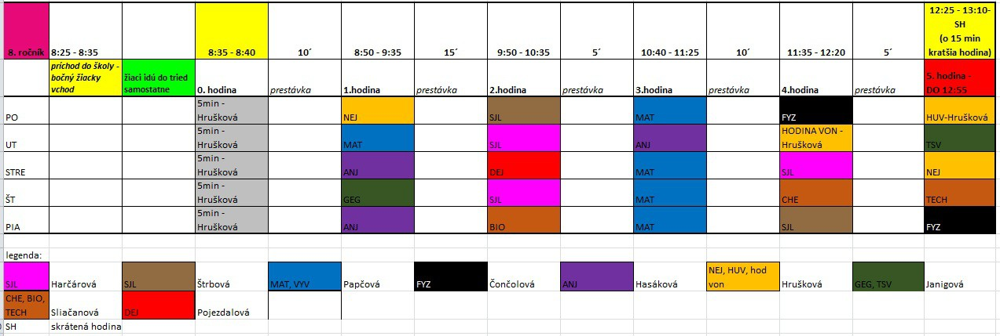 12:25 - 13:10-
SH
(o 15 min
8. ročník 8:25 - 8:35 8:35 - 8:40 10´ 8:50 - 9:35 15´ 9:50 - 10:35 5´ 10:40 - 11:25 10´ 11:35 - 12:20 5´ kratšia hodina)
príchod do školy -
bočný žiacky
vchod
žiaci idú do tried
samostatne
0. hodina prestávka 1.hodina prestávka 2.hodina prestávka 3.hodina prestávka 4.hodina prestávka
5. hodina -
DO 12:55
5min -
PO Hrušková NEJ SJL MAT FYZ HUV-Hrušková
5min - HODINA VON -
UT Hrušková MAT SJL ANJ Hrušková TSV
5min -
STRE Hrušková ANJ DEJ MAT SJL NEJ
5min -
ŠT Hrušková GEG SJL MAT CHE TECH
5min -
PIA Hrušková ANJ BIO MAT SJL FYZ
legenda:
NEJ, HUV, hod
SJL Harčárová SJL Štrbová MAT, VYV Papčová FYZ Čončolová ANJ Hasáková von Hrušková GEG, TSV Janigová
CHE, BIO,
TECH Sliačanová DEJ Pojezdalová
SH skrátená hodina